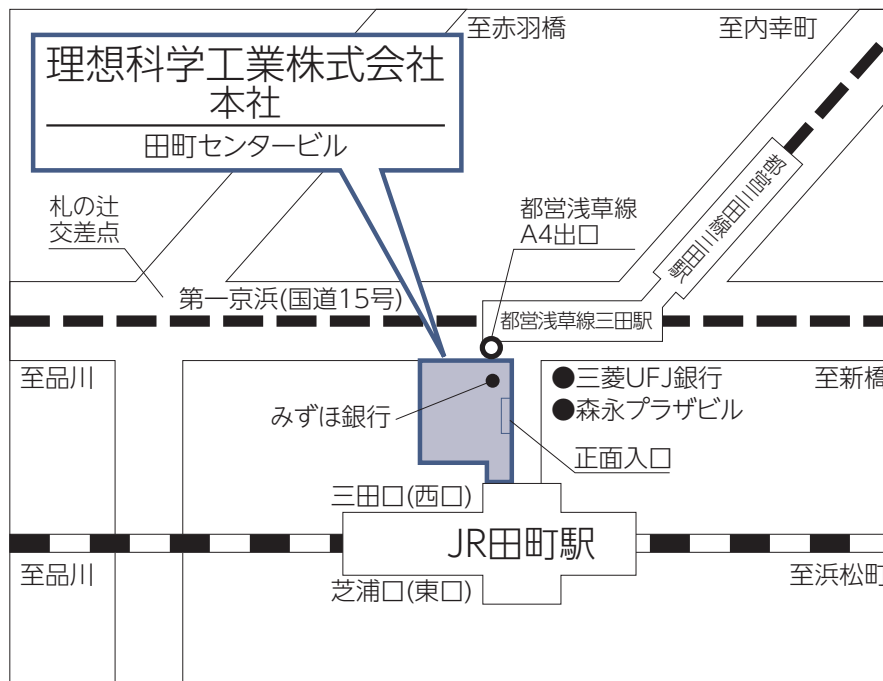 至赤羽橋
至内幸町
理想科学工業株式会社
本社
田町センタービル
都営三田線三田駅
札の辻
交差点
都営浅草線
A4出口
第一京浜(国道15号)
都営浅草線三田駅
至品川
●三菱UFJ銀行
至新橋
みずほ銀行
●森永プラザビル
正面入口
三田口(西口)
JR田町駅
至品川
芝浦口(東口)
至浜松町